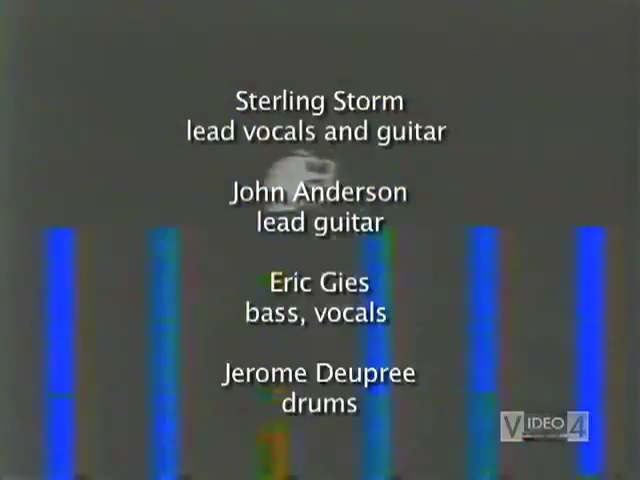 Sterling Storm
lead vocals and guitar
John Anderson
lead guitar
Eric Gies
bass, vocals
Jerome Deupree
drums
VIDEO 4